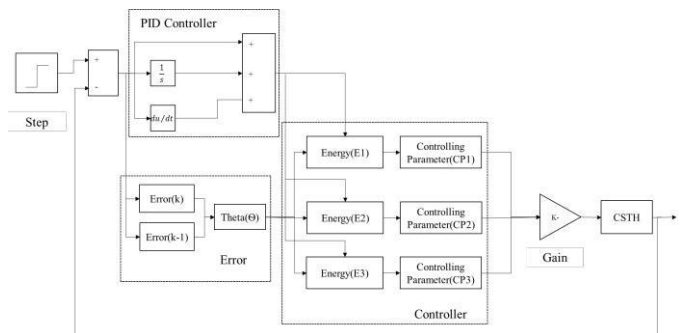 PID Controller
Step
+
-
1
s
du/dt
+
+
+
Energy(E1)
Controlling
Parameter(CP1)
Error(k)
Error(k-1)
Theta(Θ)
Error
Energy(E2)
Controlling
Parameter(CP2)
Energy(E3)
Controlling
Parameter(CP3)
Controller
K-
Gain
CSTH